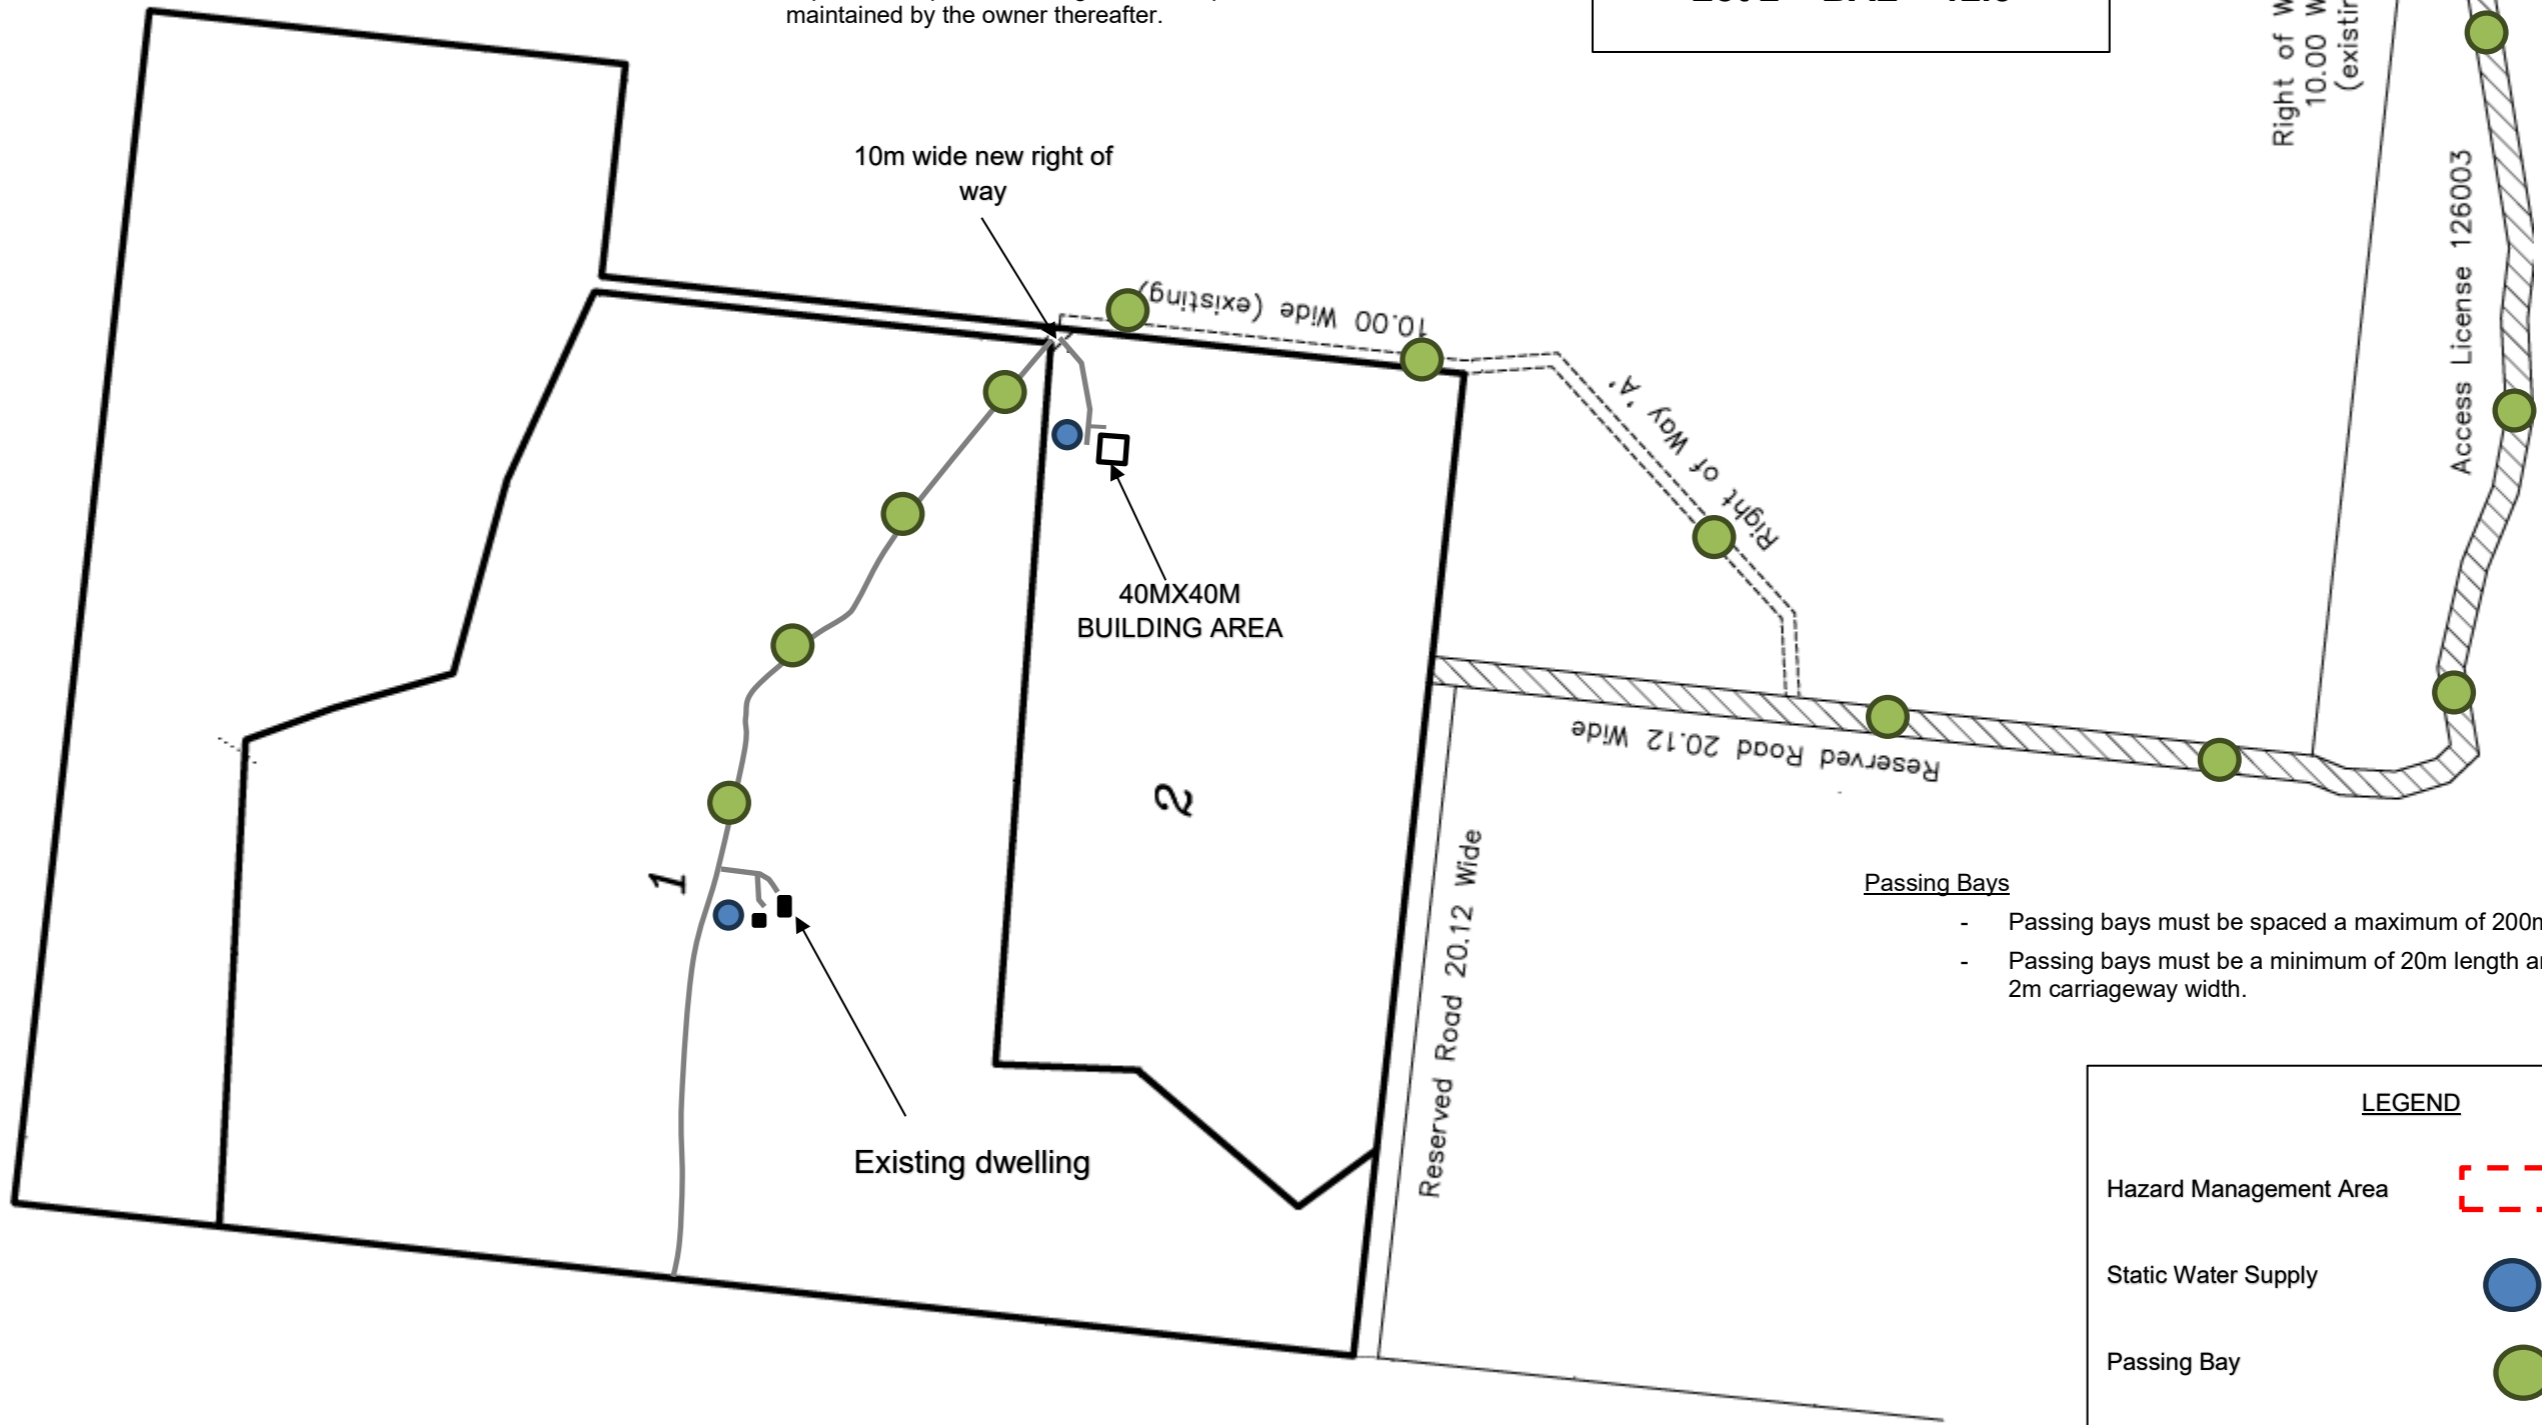 maintained by the owner thereafter.
10m wide new right of
way
10.00 Wide (existing)
Right of Way 'A'
Right of
10.00
Access License 126003
40MX40M
BUILDING AREA
Reserved Road 20.12 Wide
2
1
Reserved Road 20.12 Wide
Existing dwelling
Passing Bays
- Passing bays must be spaced a maximum of 200m
- Passing bays must be a minimum of 20m length
2m carriageway width.
LEGEND
Hazard Management Area
Static Water Supply
Passing Bay